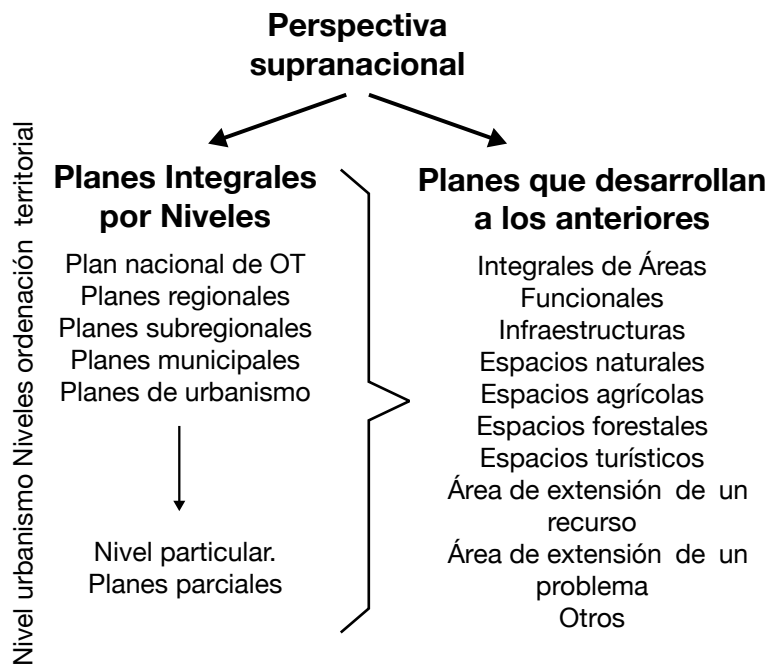 Perspectiva
supranacional
Nivel urbanismo Niveles ordenación territorial
Planes Integrales
por Niveles
Plan nacional de OT
Planes regionales
Planes subregionales
Planes municipales
Planes de urbanismo
Nivel particular.
Planes parciales
Planes que desarrollan
a los anteriores
Integrales de Áreas
Funcionales
Infraestructuras
Espacios naturales
Espacios agrícolas
Espacios forestales
Espacios turísticos
Área de extensión de un
recurso
Área de extensión de un
problema
Otros